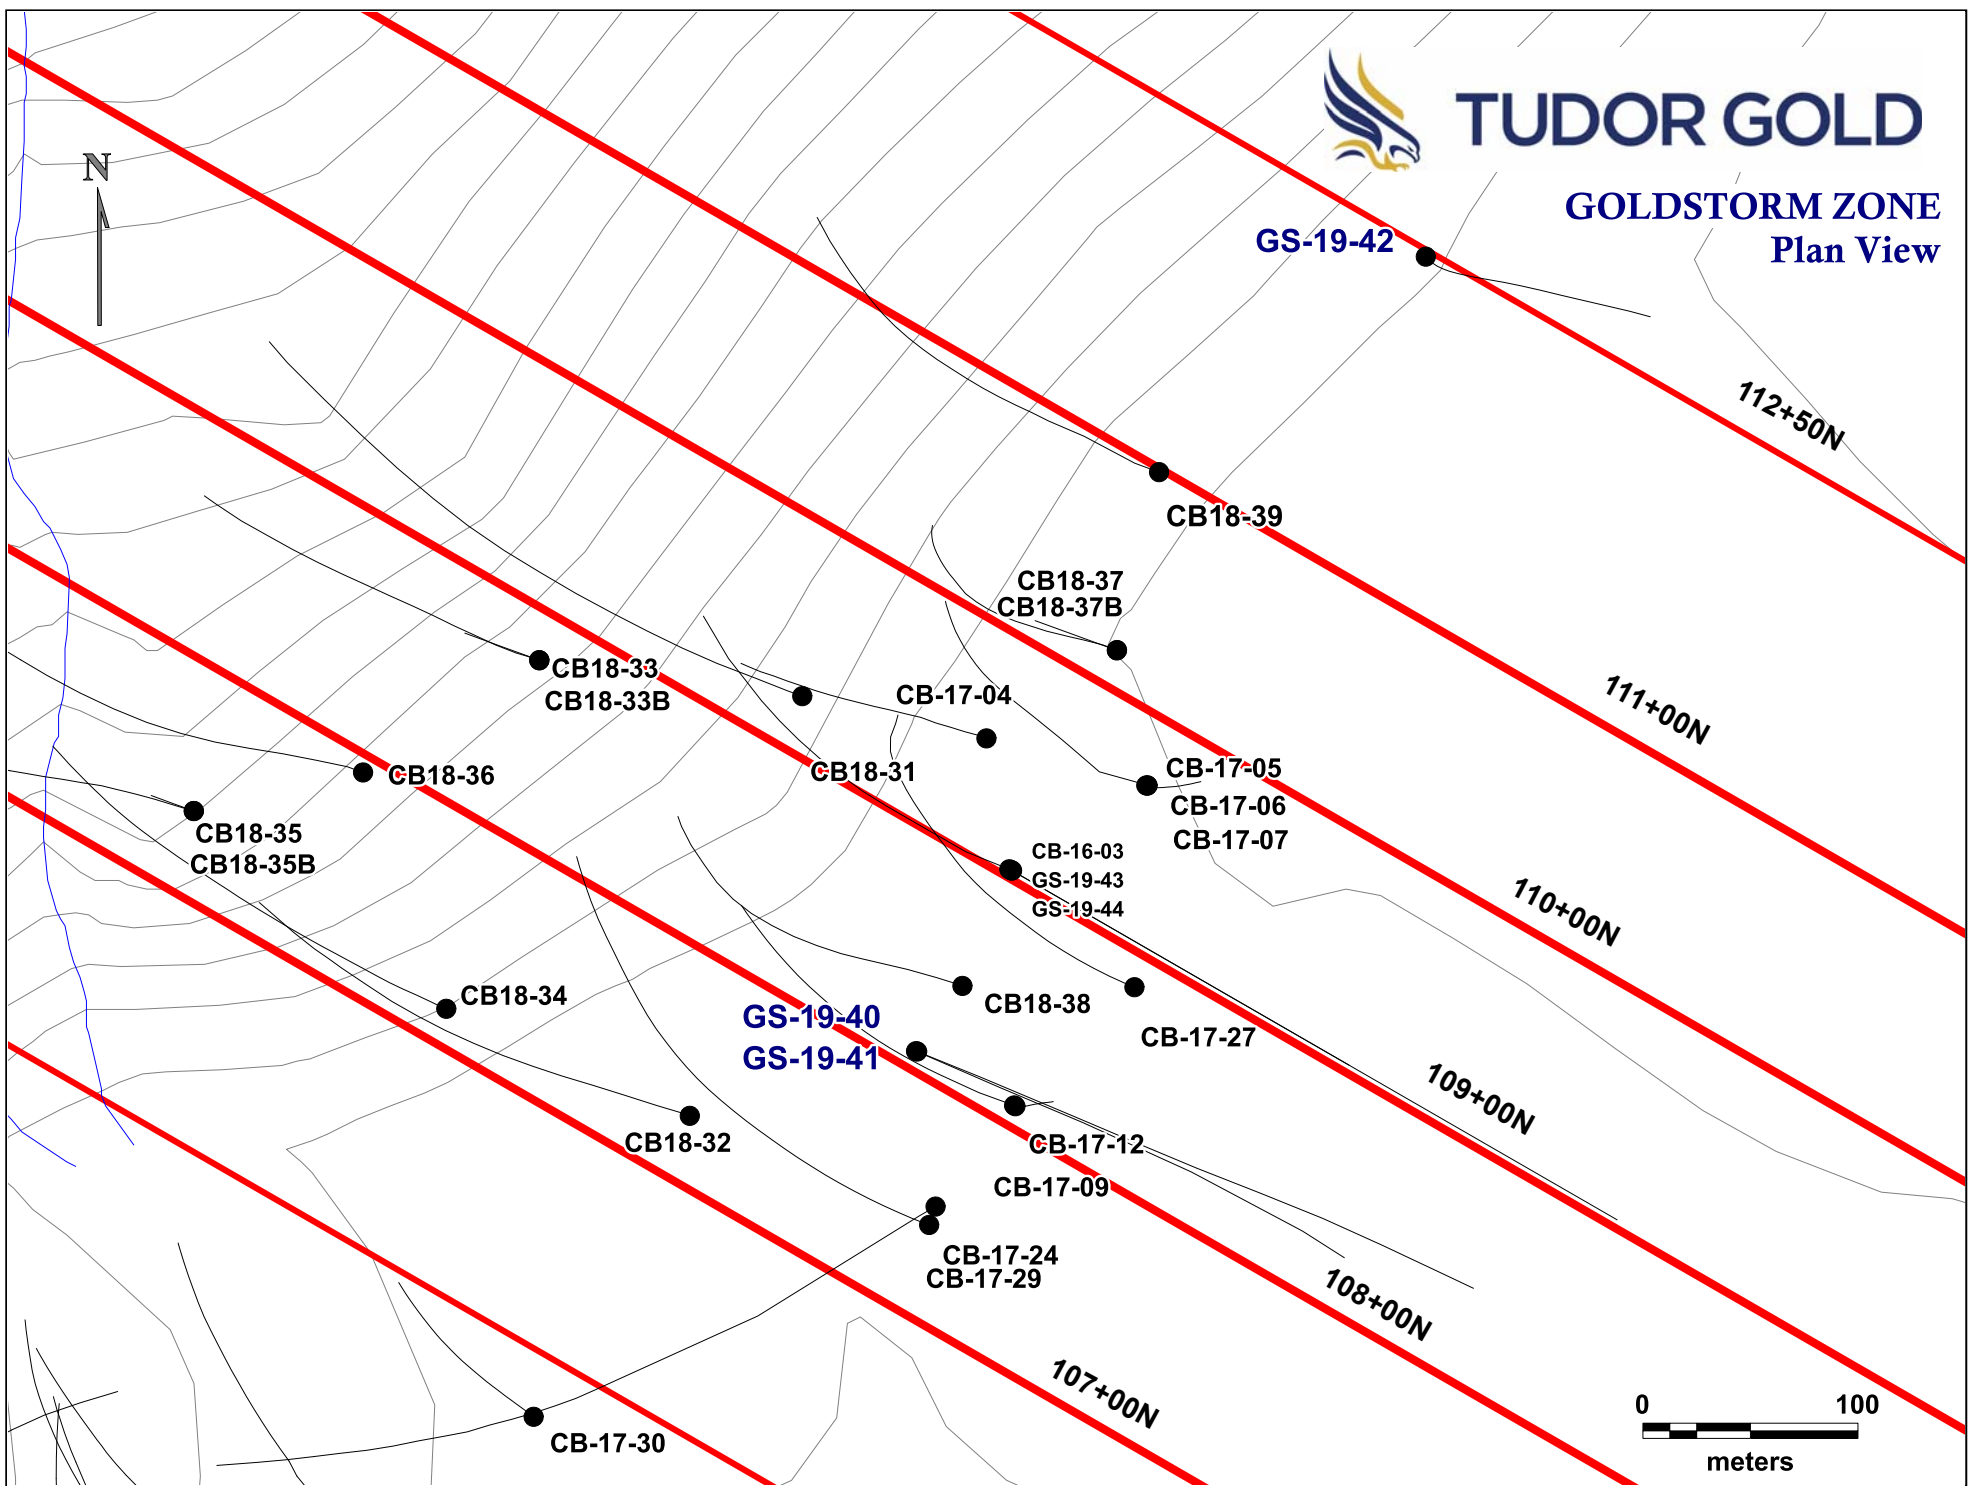 N
TUDOR GOLD
GOLDSTORM ZONE
Plan View
GS-19-42
112+50N
CB18-39
CB18-37
CB18-37B
CB18-33
CB18-33B
CB-17-04
111+00N
CB18-36
CB18-31
CB-17-05
CB-17-06
CB-17-07
CB18-35
CB18-35B
CB-16-03
GS-19-43
GS-19-44
110+00N
CB18-34
CB18-38
GS-19-40
GS-19-41
CB-17-27
109+00N
CB18-32
CB-17-12
CB-17-09
CB-17-24
CB-17-29
108+00N
107+00N
CB-17-30
0 100
meters